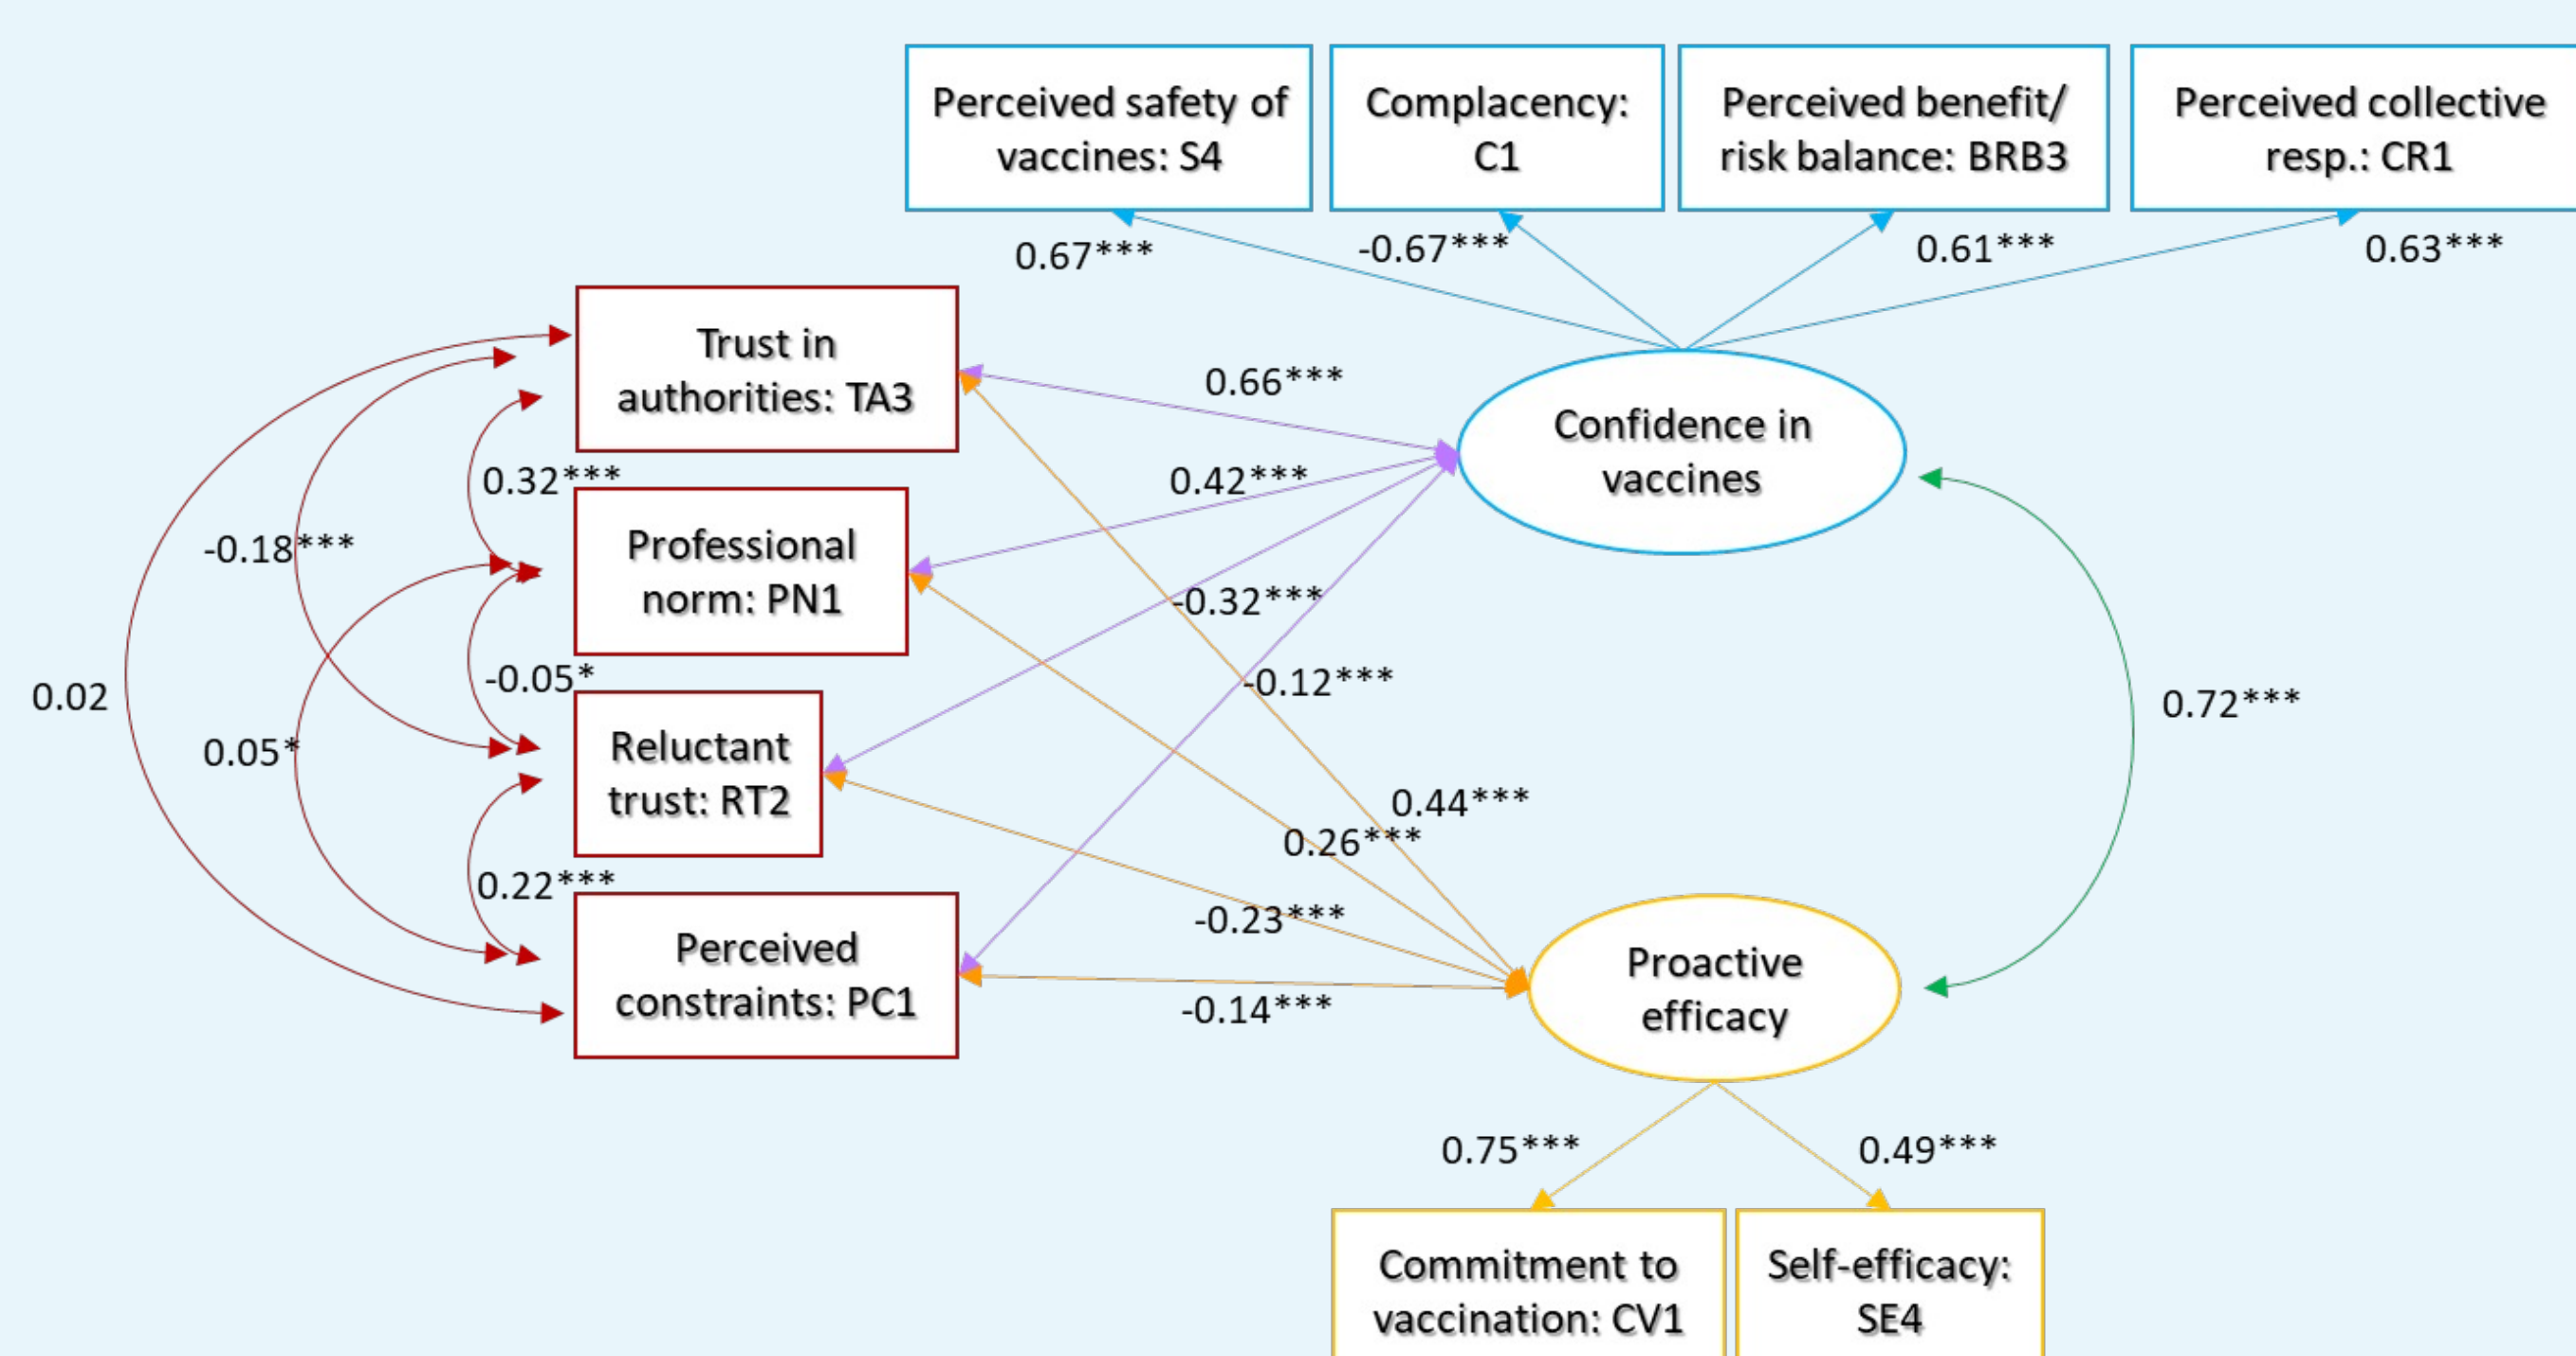 Perceived safety of
vaccines: S4
Complacency:
C1
Perceived benefit/
risk balance: BRB3
Perceived collective
resp.: CR1
0.67***
-0.67***
0.61***
0.63***
Trust in
authorities: TA3
0.66***
Confidence in
vaccines
0.32***
0.42***
Professional
norm: PN1
-0.18***
-0.32***
-0.05*
-0.12***
0.02
0.72***
0.05*
Reluctant
trust: RT2
0.44***
0.26***
0.22***
-0.23***
Perceived
constraints: PC1
-0.14***
Proactive
efficacy
0.75***
0.49***
Commitment to
vaccination: CV1
Self-efficacy:
SE4